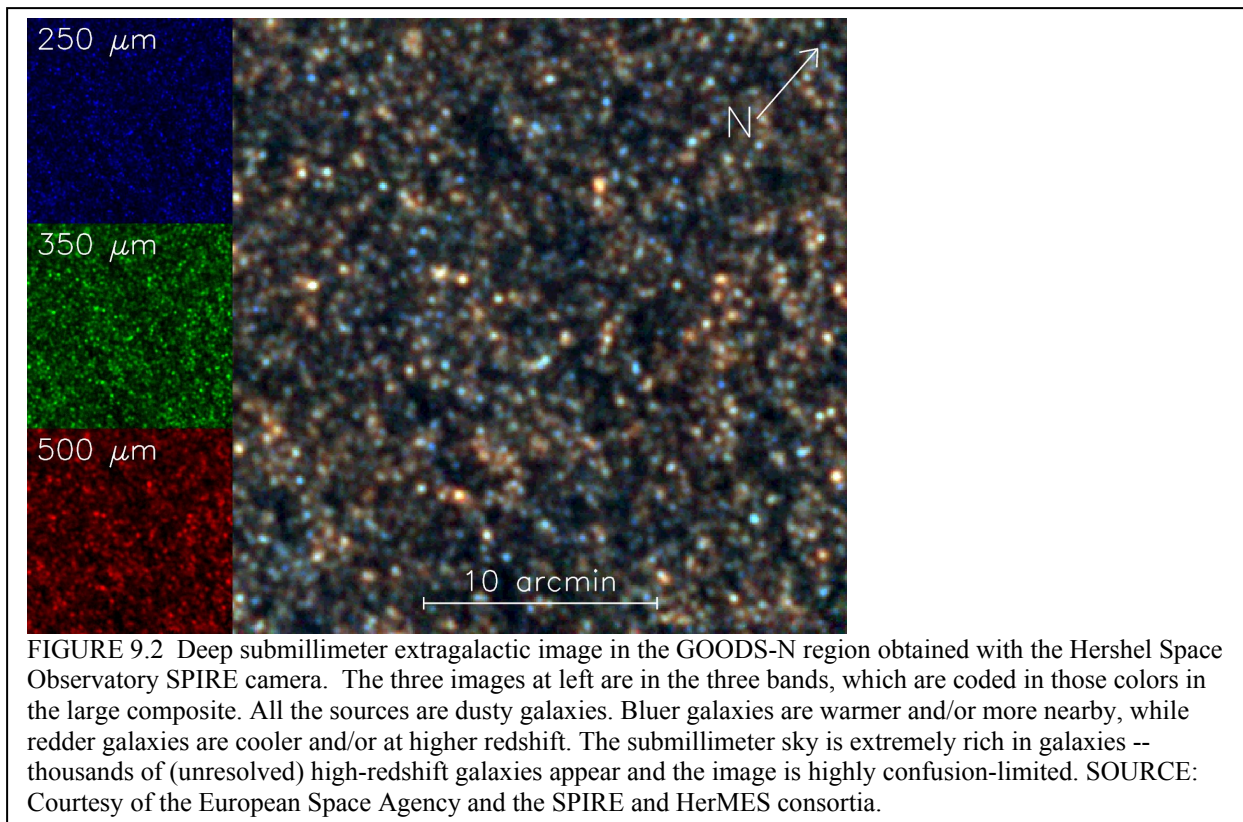 250 μm
350 μm
500 μm
N
10 arcmin
FIGURE 9.2  Deep submillimeter extragalactic image in the GOODS-N region obtained with the Hershel Space
Observatory SPIRE camera.  The three images at left are in the three bands, which are coded in those colors in
the large composite. All the sources are dusty galaxies. Bluer galaxies are warmer and/or more nearby, while
redder galaxies are cooler and/or at higher redshift. The submillimeter sky is extremely rich in galaxies --
thousands of (unresolved) high-redshift galaxies appear and the image is highly confusion-limited. SOURCE:
Courtesy of the European Space Agency and the SPIRE and HerMES consortia.